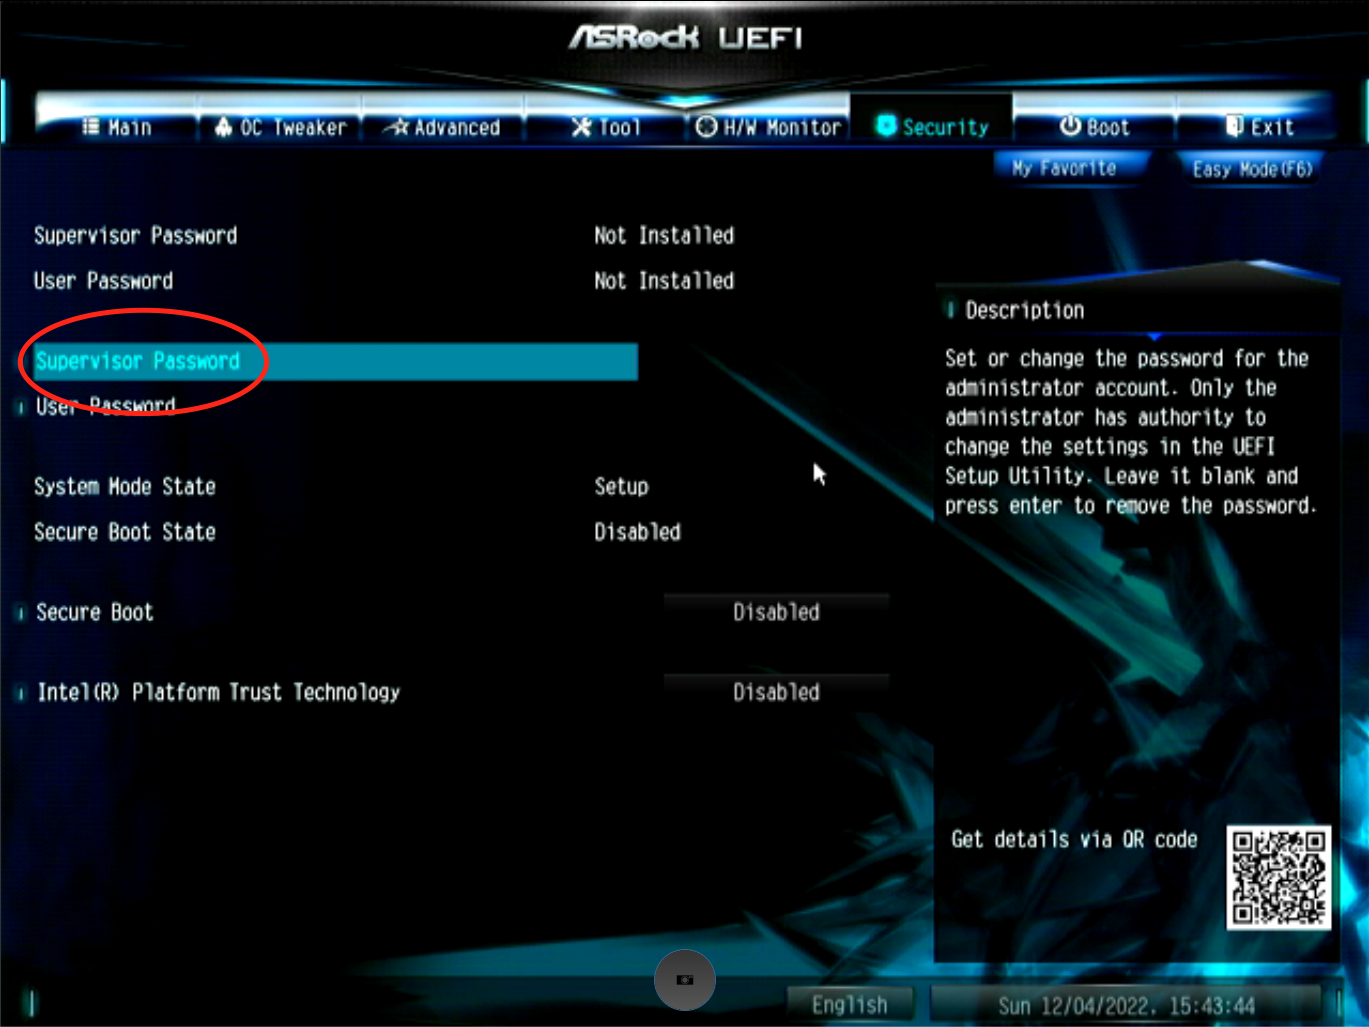 ASRock UEFI
Main OC Tweaker Advanced Tool H/W Monitor Security Boot Exit
My Favorite Easy Mode(F6)
Supervisor Password Not Installed
User Password Not Installed
Supervisor Password
User Password
System Mode State Setup
Secure Boot State Disabled
Secure Boot Disabled
Intel(R) Platform Trust Technology Disabled
Description
Set or change the password for the
administrator account. Only the
administrator has authority to
change the settings in the UEFI
Setup Utility. Leave it blank and
press enter to remove the password.
Get details via QR code
English Sun 12/04/2022. 15:43:44